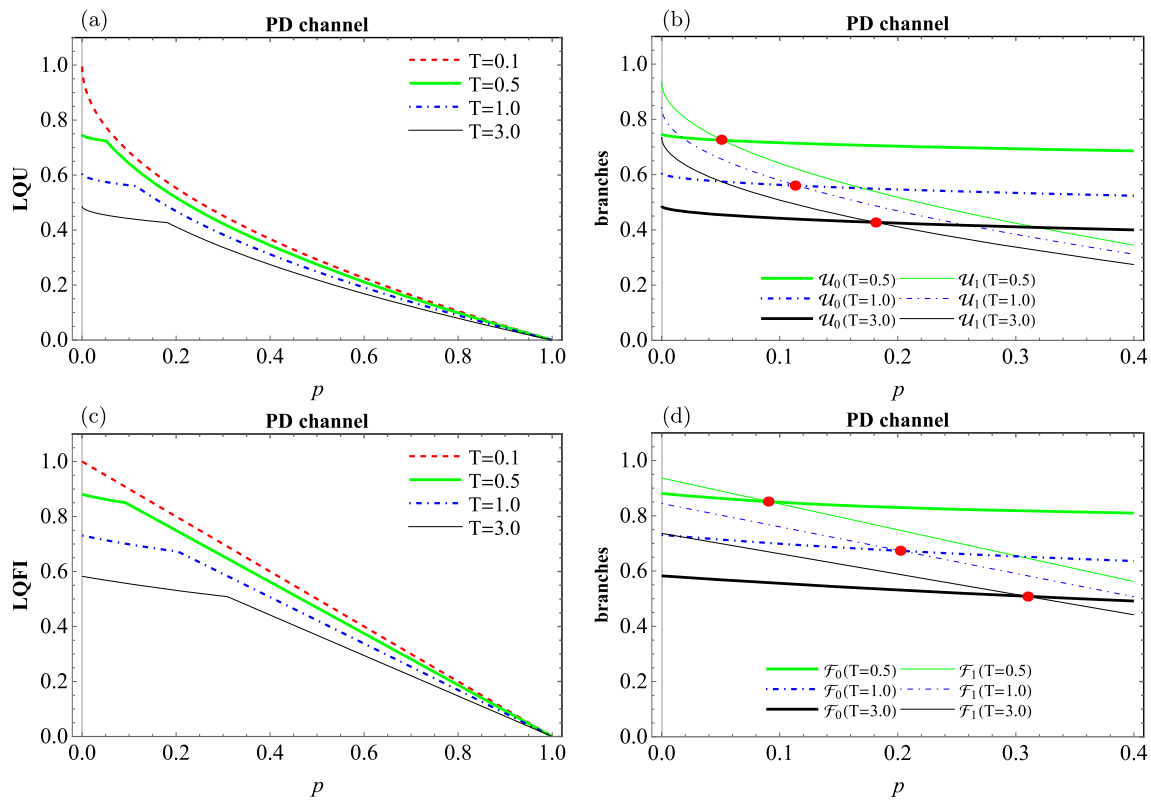 (a)
PD channel
LQU
1.0
0.8
0.6
0.4
0.2
0.0
T=0.1
T=0.5
T=1.0
T=3.0
0.0 0.2 0.4 0.6 0.8 1.0
p
(b)
PD channel
branches
1.0
0.8
0.6
0.4
0.2
0.0
𝒰0(T=0.5) 𝒰1(T=0.5)
𝒰0(T=1.0) 𝒰1(T=1.0)
𝒰0(T=3.0) 𝒰1(T=3.0)
0.0 0.1 0.2 0.3 0.4
p
(c)
PD channel
LQFI
1.0
0.8
0.6
0.4
0.2
0.0
T=0.1
T=0.5
T=1.0
T=3.0
0.0 0.2 0.4 0.6 0.8 1.0
p
(d)
PD channel
branches
1.0
0.8
0.6
0.4
0.2
0.0
ℱ0(T=0.5) ℱ1(T=0.5)
ℱ0(T=1.0) ℱ1(T=1.0)
ℱ0(T=3.0) ℱ1(T=3.0)
0.0 0.1 0.2 0.3 0.4
p